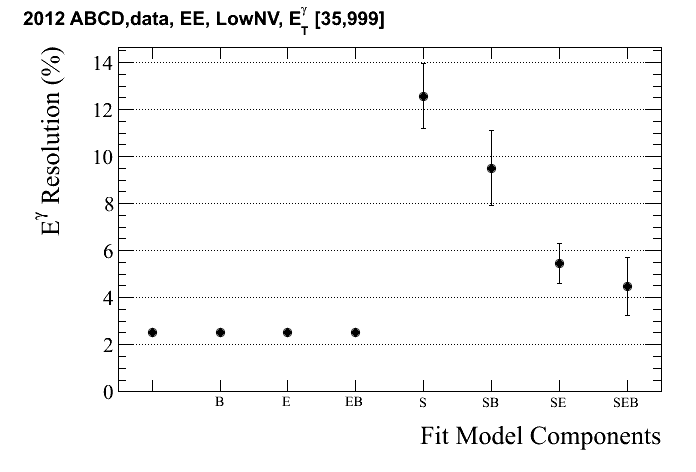 2012 ABCD,data, EE, LowNV, E_T^γ [35,999]
E^γ Resolution (%)
14
12
10
8
6
4
2
0
B E EB S SB SE SEB
Fit Model Components